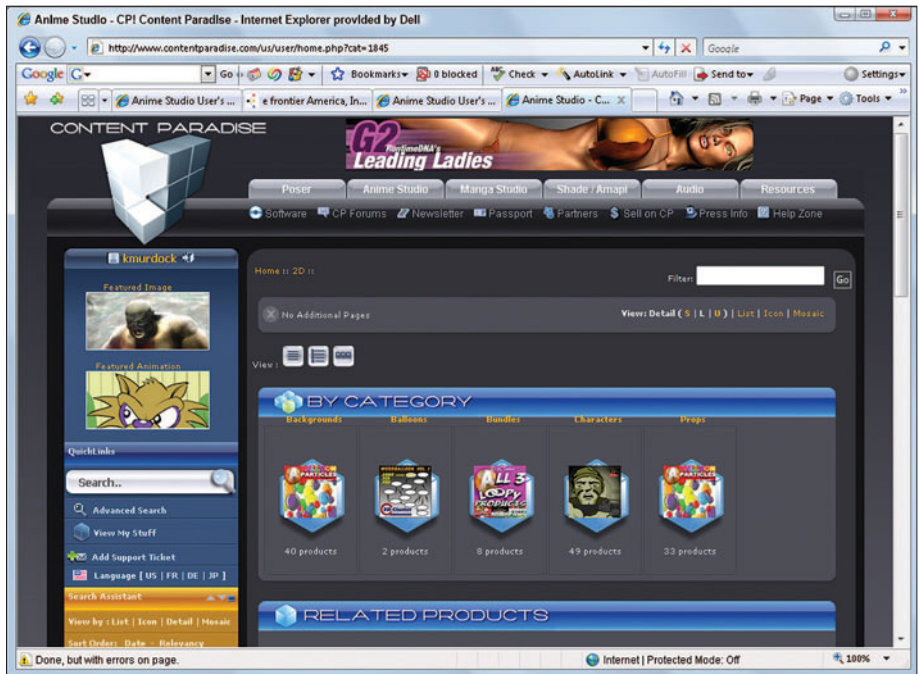 Anime Studio - CP! Content Paradise - Internet Explorer provided by Dell
http://www.contentparadise.com/us/user/home.php?cat=1845
Google
Google G Go Bookmarks 0 blocked Check AutoLink AutoFill Send to Settings
Anime Studio User's ... e frontier America, In... Anime Studio User's ... Anime Studio - C... Page Tools
CONTENT PARADISE
G2
RuntimeDNA's
Leading Ladies
Poser Anime Studio Manga Studio Shade / Amapi Audio Resources
Software CP Forums Newsletter Passport Partners $ Sell on CP Press Info Help Zone
kmurdock
Featured Image
Featured Animation
QuickLinks
Search..
Advanced Search
View My Stuff
Add Support Ticket
Language [ US | FR | DE | JP ]
Search Assistant
View by : List | Icon | Detail | Mosaic
Sort Order: Date - Relevancy
Home :: 2D ::
Filter: Go
No Additional Pages
View: Detail ( S | L | U ) | List | Icon | Mosaic
View :
BY CATEGORY
Backgrounds Balloons Bundles Characters Props
PARTICLES
ALL 3
LOOPY
PRODUCTS
PARTICLES
40 products 2 products 8 products 49 products 33 products
RELATED PRODUCTS
Done, but with errors on page.
Internet | Protected Mode: Off
100%